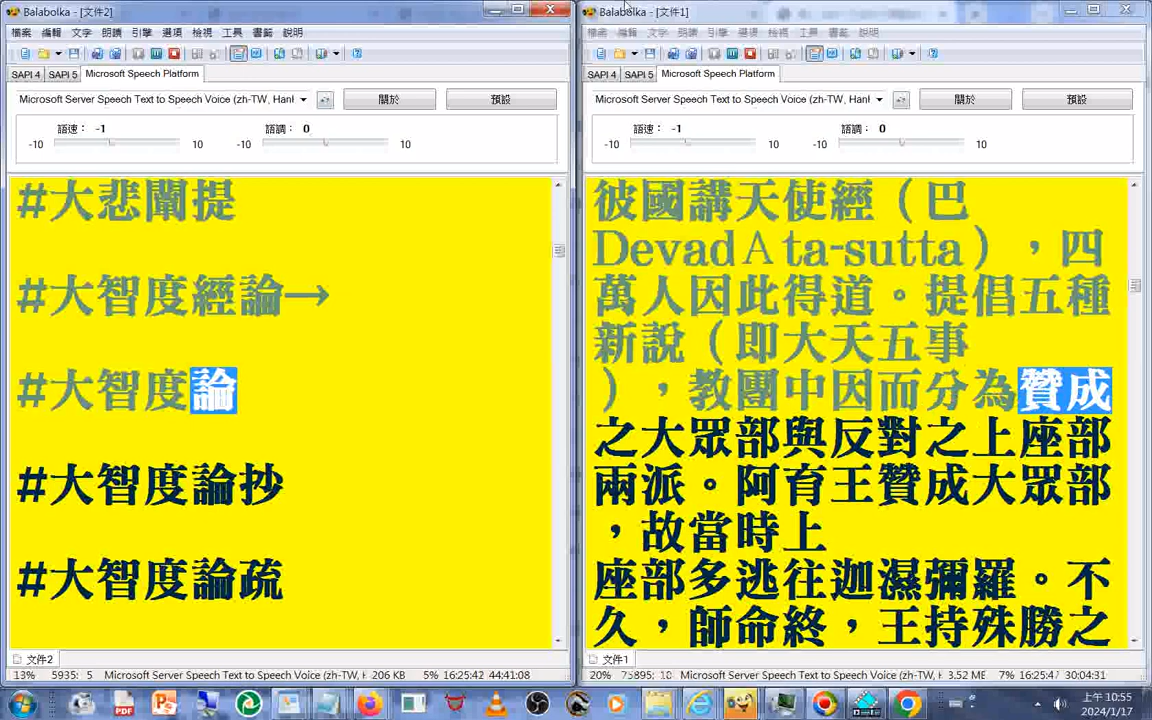 Balabolka - [文件2]
檔案 編輯 文字 朗讀 引擎 選項 檢視 工具 書籤 說明
SAPI 4 SAPI 5 Microsoft Speech Platform
Microsoft Server Speech Text to Speech Voice (zh-TW, Hanl
關於
預設
語速： -1
語調： 0
-10 10 -10 10
#大悲闡提
#大智度經論→
#大智度論
#大智度論抄
#大智度論疏
文件2
13% 5935: 5 Microsoft Server Speech Text to Speech Voice (zh-TW, H 206 KB 5% 16:25:42 44:41:08
Balabolka - [文件1]
檔案 編輯 文字 朗讀 引擎 選項 檢視 工具 書籤 說明
SAPI 4 SAPI 5 Microsoft Speech Platform
Microsoft Server Speech Text to Speech Voice (zh-TW, Hanl
關於
預設
語速： -1
語調： 0
-10 10 -10 10
彼國講天使經（巴
DevadＡta-sutta），四
萬人因此得道。提倡五種
新說（即大天五事
），教團中因而分為贊成
之大眾部與反對之上座部
兩派。阿育王贊成大眾部
，故當時上
座部多逃往迦濕彌羅。不
久，師命終，王持殊勝之
文件1
20% 75895: 18 Microsoft Server Speech Text to Speech Voice (zh-TW, H 3.52 ME 7% 16:25:47 30:04:31
PDF
上午 10:55
2024/1/17